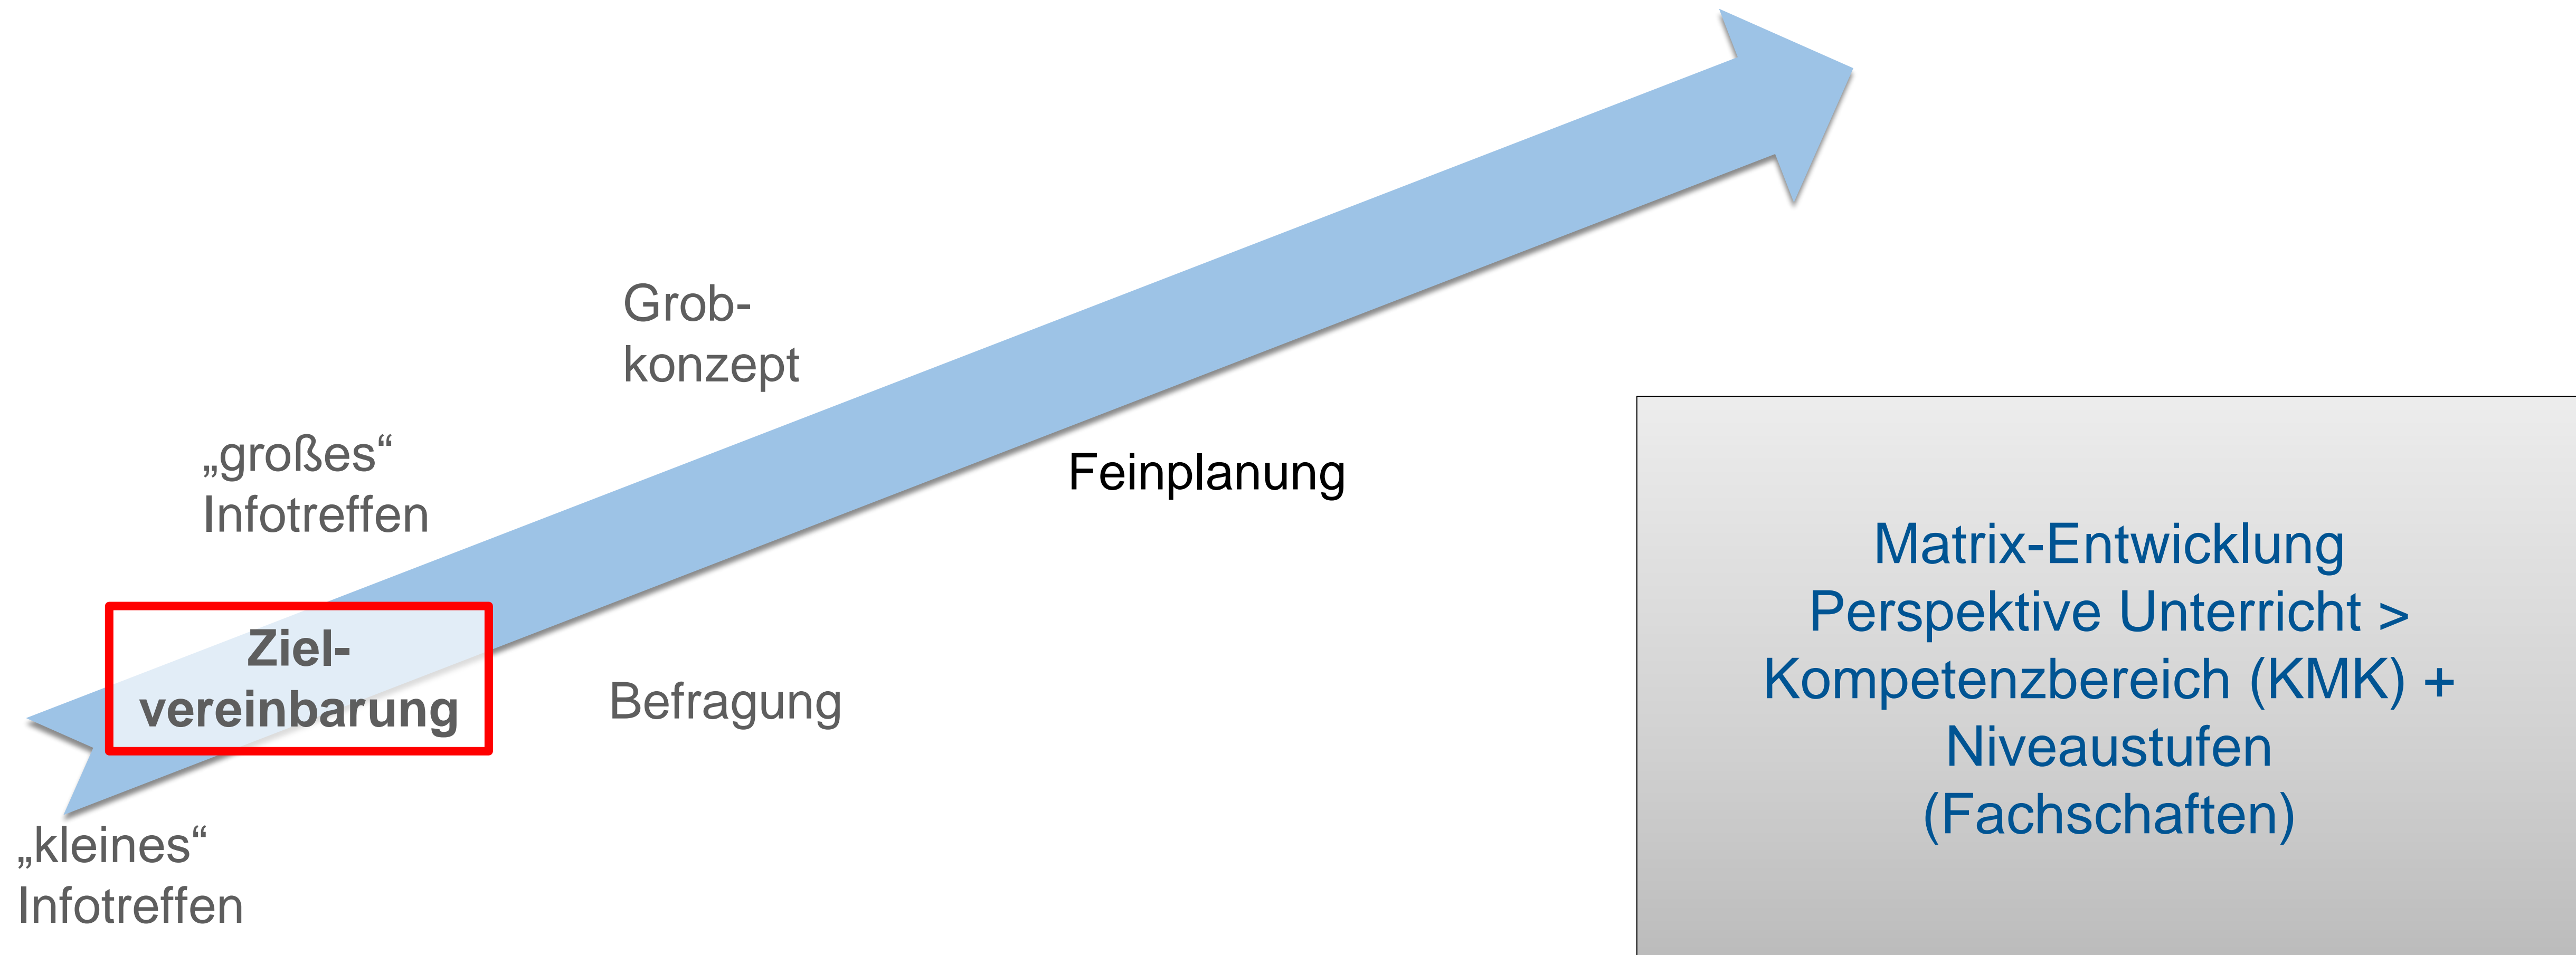 Grob-
konzept
„großes“
Infotreffen
Feinplanung
Ziel-
vereinbarung
Befragung
„kleines“
Infotreffen
Matrix-Entwicklung
Perspektive Unterricht >
Kompetenzbereich (KMK) +
Niveaustufen
(Fachschaften)